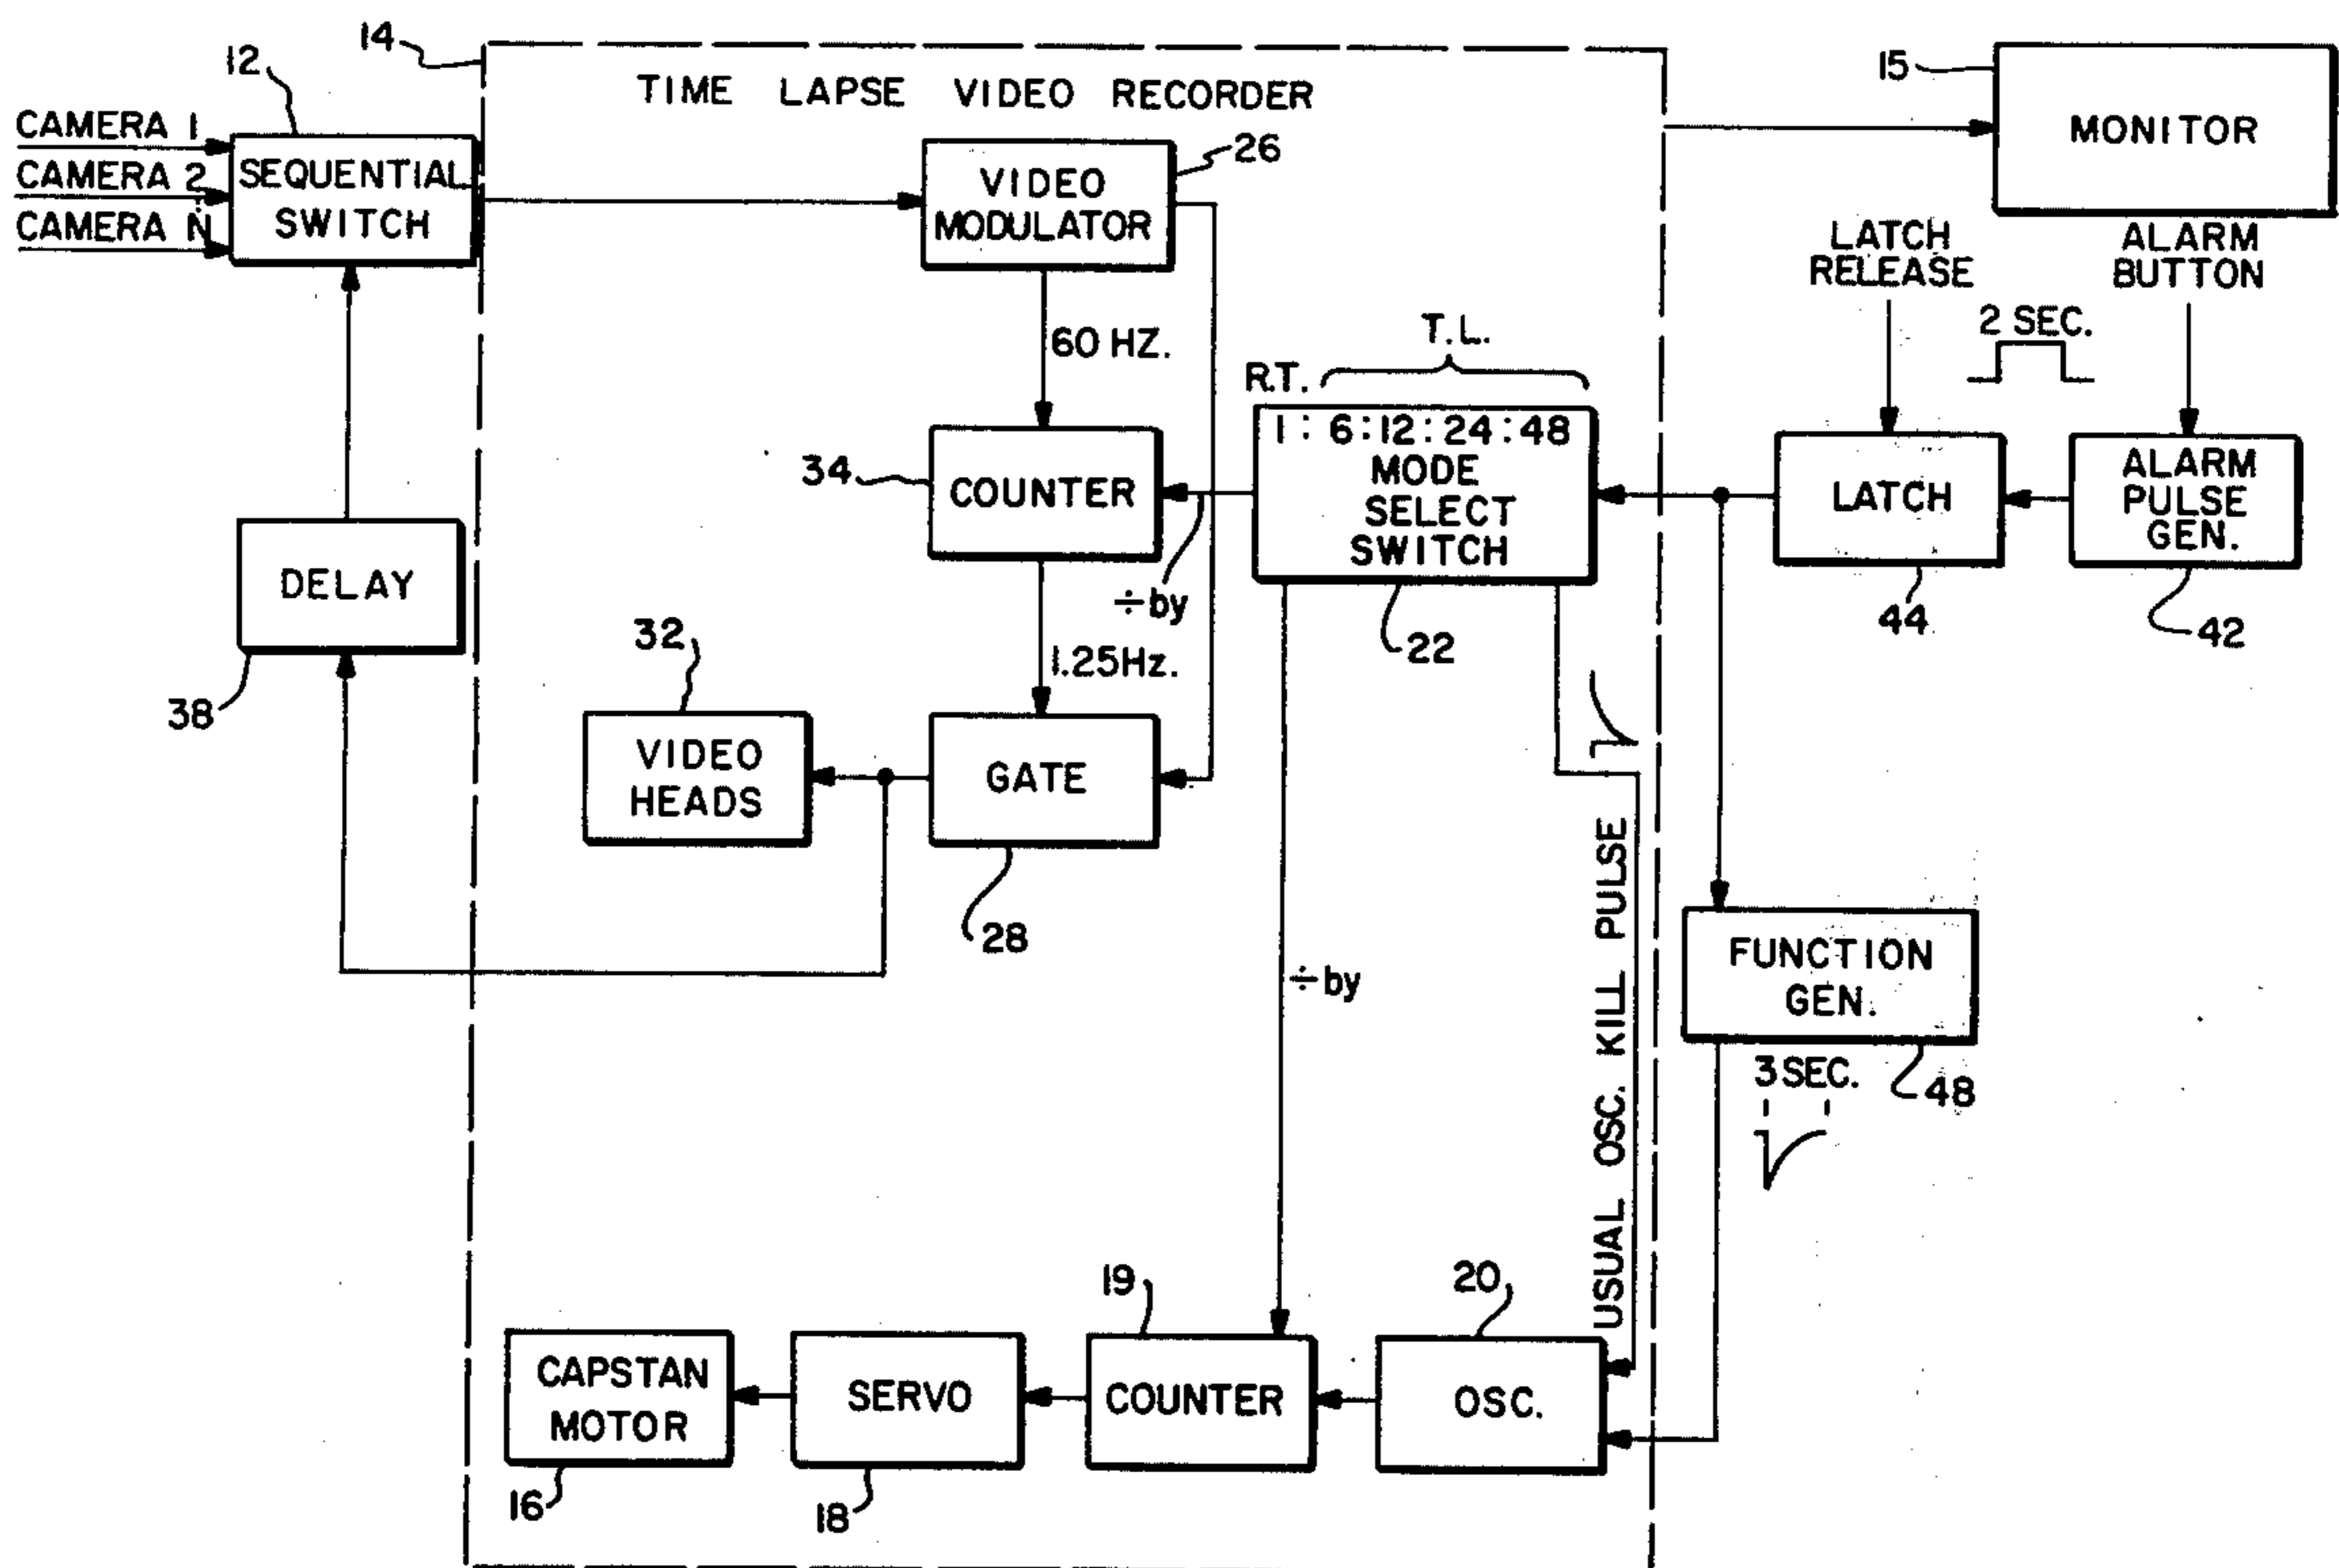 14
12
TIME LAPSE VIDEO RECORDER
15
MONITOR
CAMERA 1
CAMERA 2
CAMERA N
SEQUENTIAL
SWITCH
VIDEO
MODULATOR
26
LATCH
RELEASE
ALARM
BUTTON
2 SEC.
60 HZ.
T.L.
R.T.
1 : 6:12:24:48
MODE
SELECT
SWITCH
34
COUNTER
LATCH
ALARM
PULSE
GEN.
DELAY
÷by
22
44
42
32
1.25Hz.
38
VIDEO
HEADS
GATE
28
USUAL OSC. KILL PULSE
÷by
FUNCTION
GEN.
3 SEC.
48
19
20
CAPSTAN
MOTOR
SERVO
COUNTER
OSC.
16
18